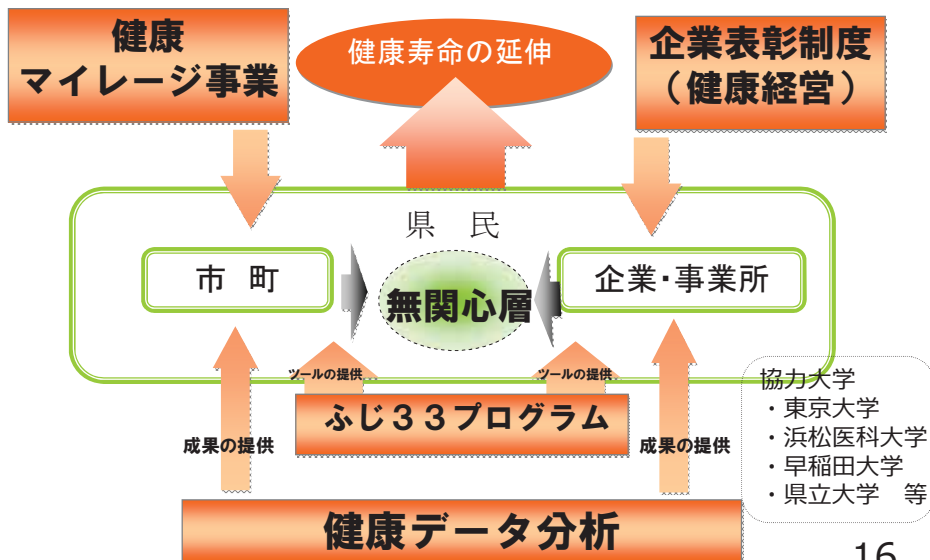 健康
マイレージ事業
健康寿命の延伸
企業表彰制度
（健康経営）
県　民
市　町
無関心層
企業・事業所
ツールの提供
ツールの提供
ふじ３３プログラム
成果の提供
成果の提供
協力大学
・東京大学
・浜松医科大学
・早稲田大学
・県立大学　等
健康データ分析
16